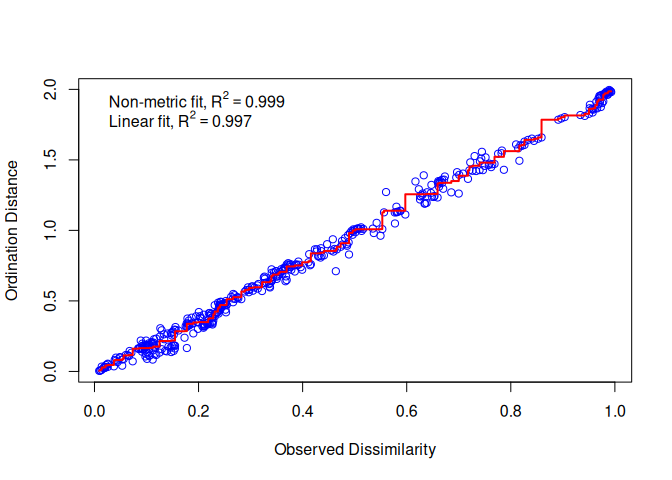 Non-metric fit, R² = 0.999
Linear fit, R² = 0.997
Ordination Distance
2.0
1.5
1.0
0.5
0.0
0.0 0.2 0.4 0.6 0.8 1.0
Observed Dissimilarity